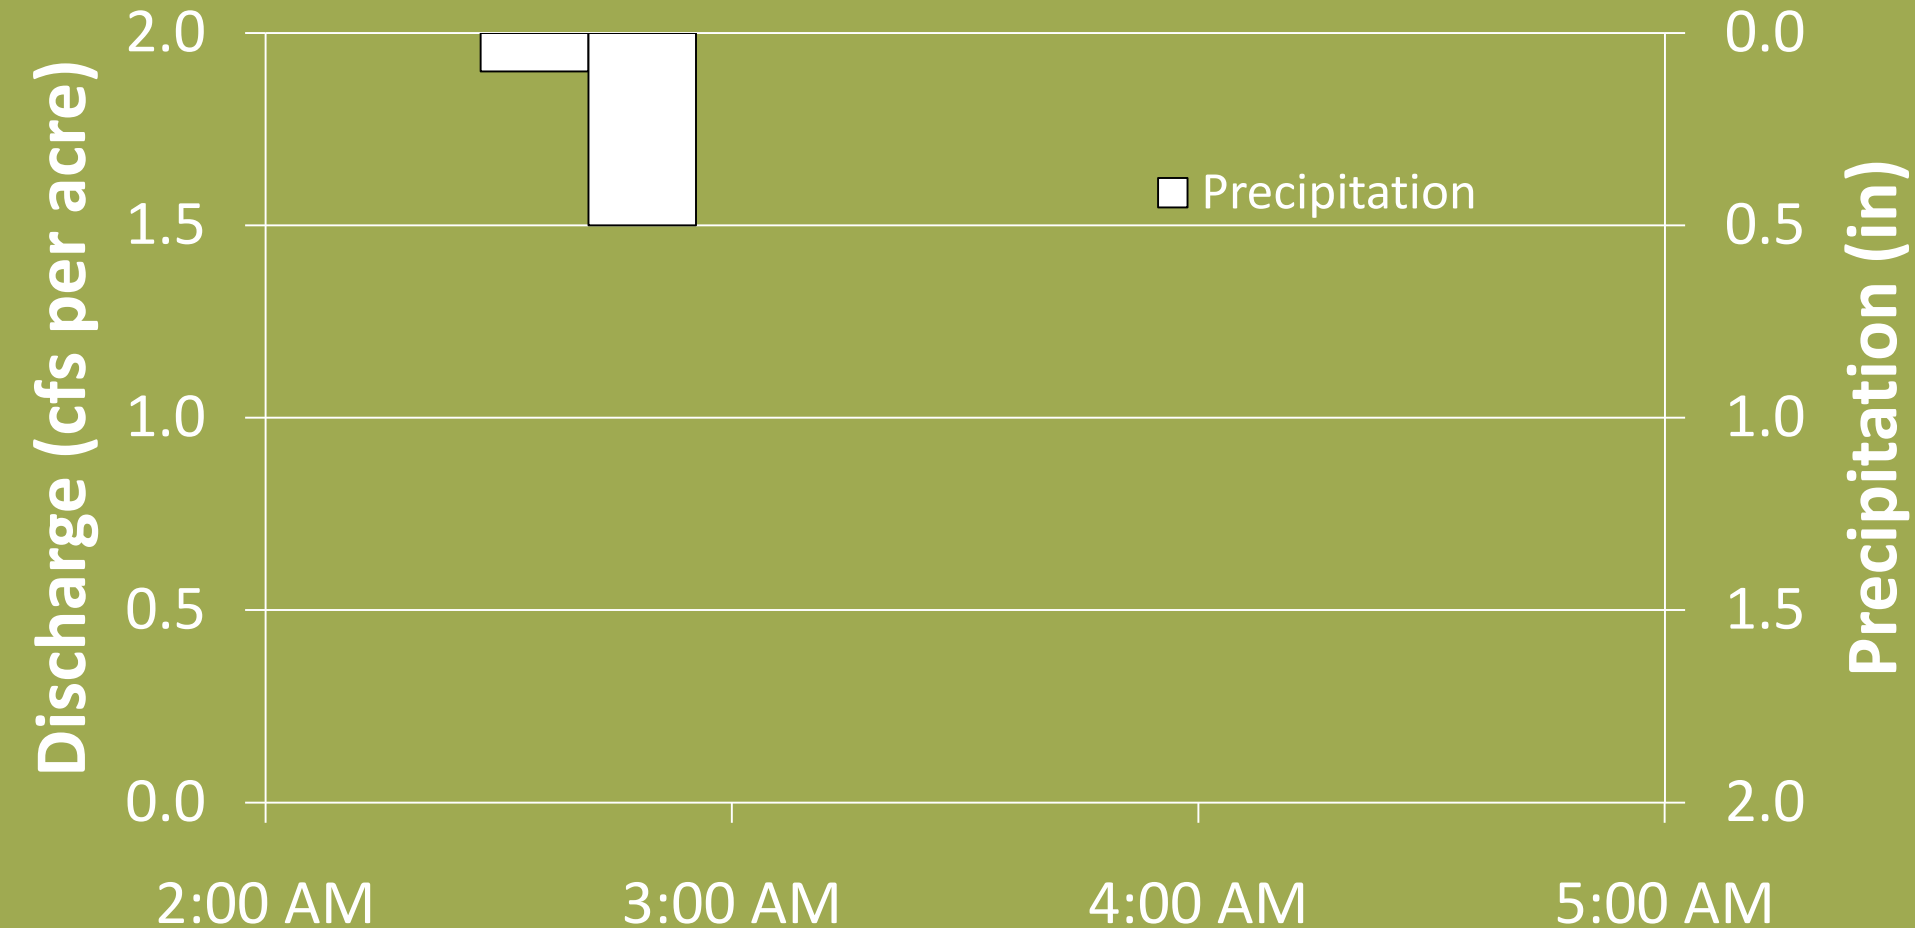 Discharge (cfs per acre)
2.0
1.5
1.0
0.5
0.0
Precipitation
0.0
0.5
1.0
1.5
2.0
Precipitation (in)
2:00 AM
3:00 AM
4:00 AM
5:00 AM